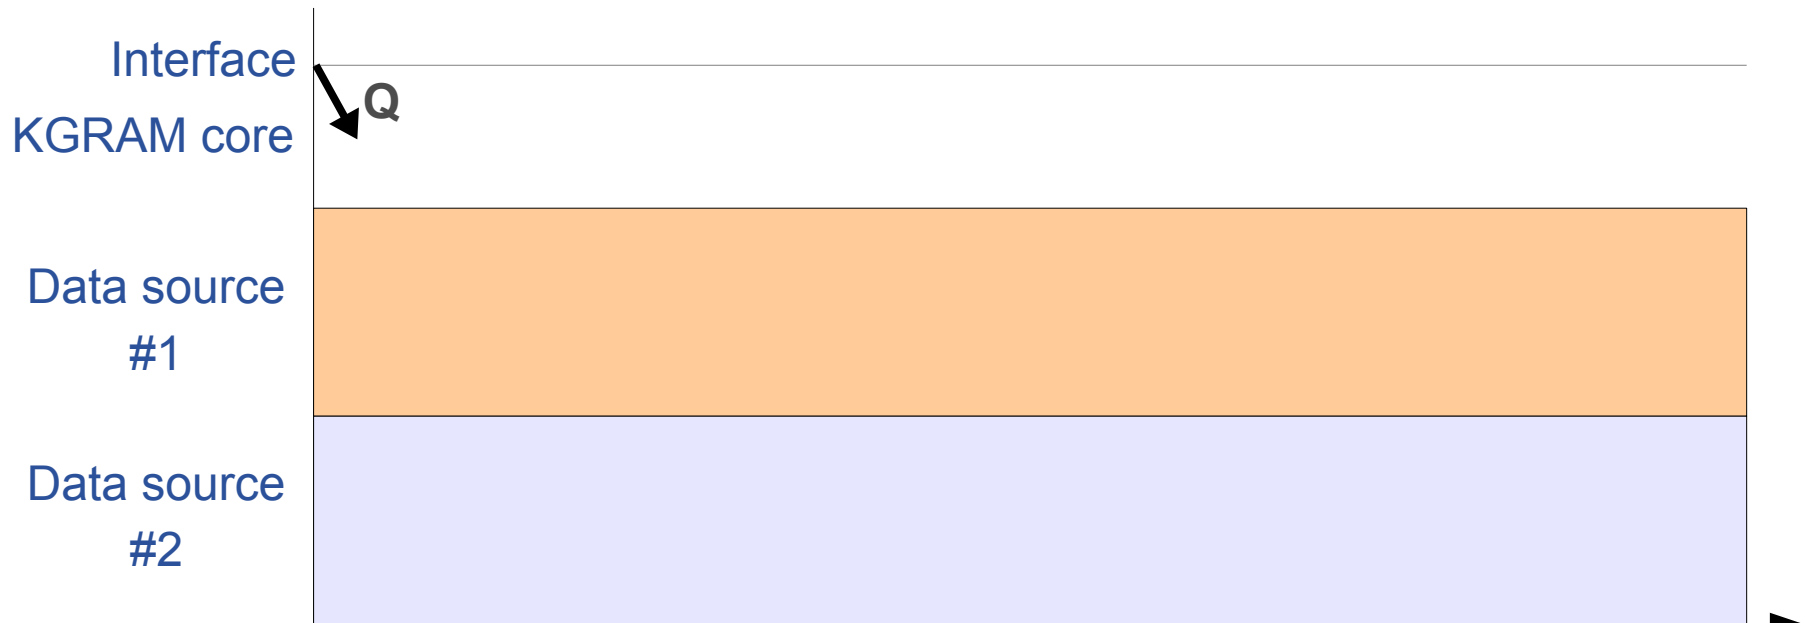 Interface
Q
KGRAM core
Data source
#1
Data source
#2